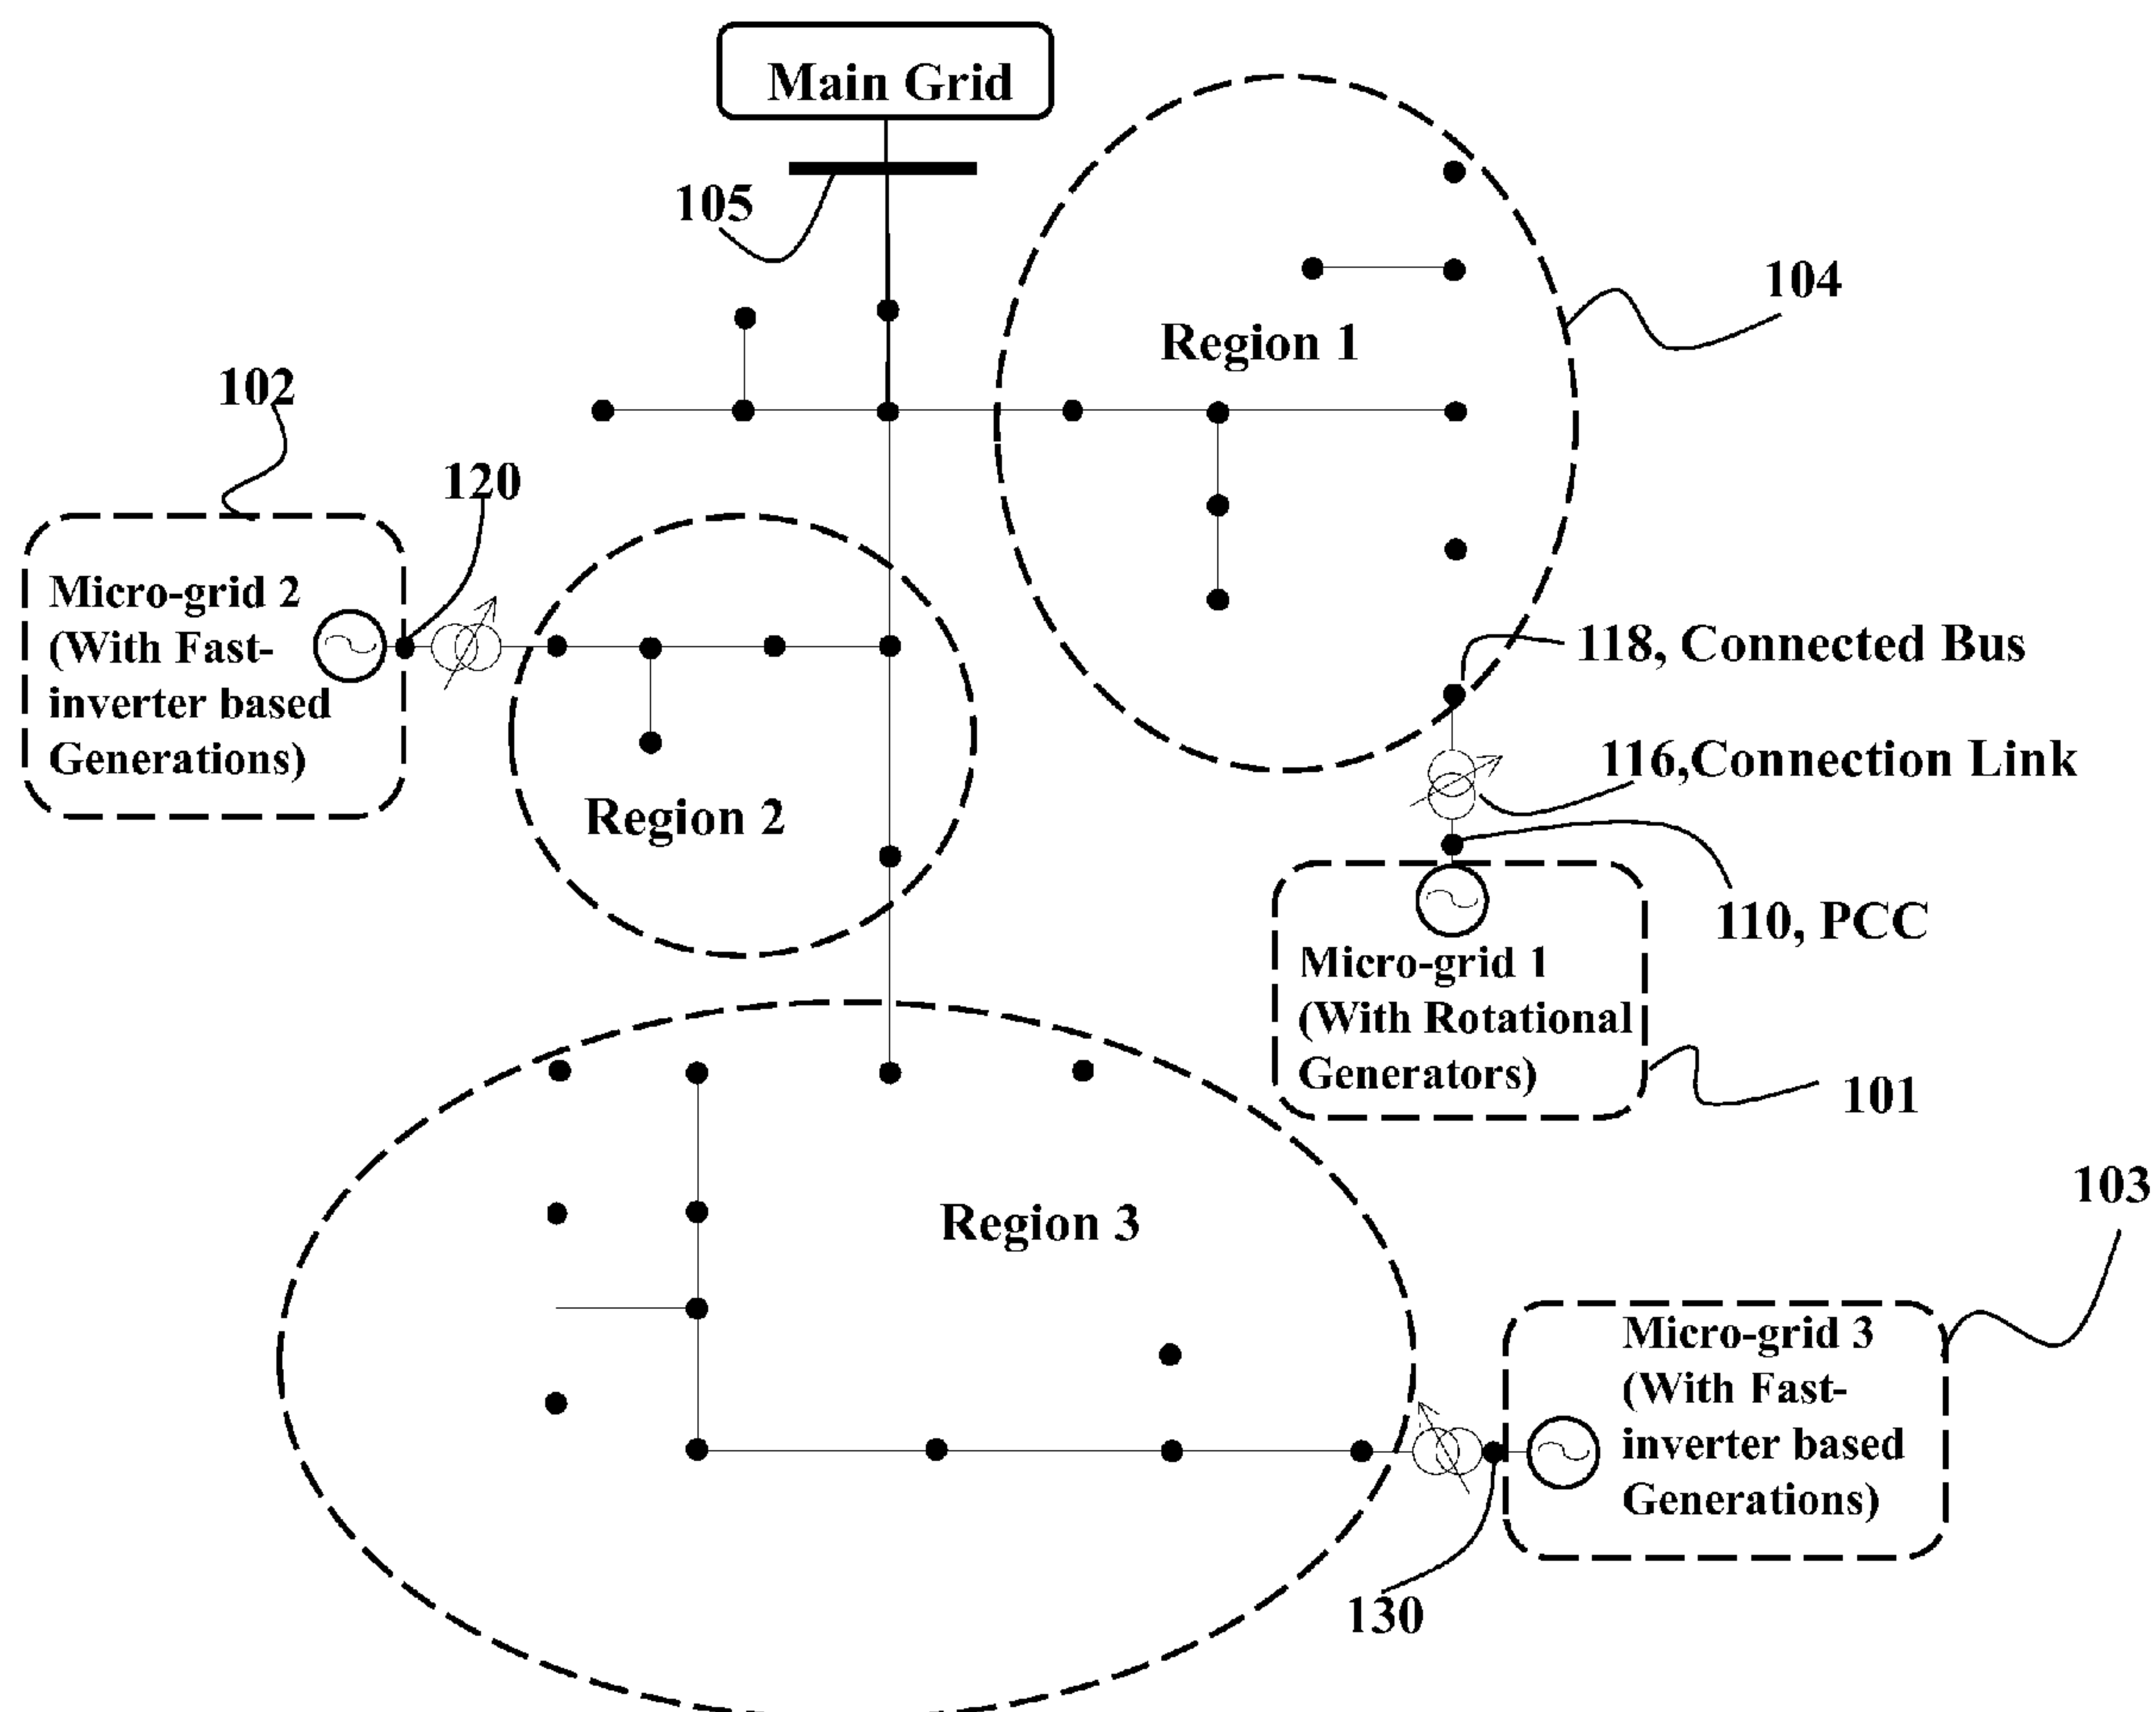 Main Grid
105
104
Region 1
102
120
Micro-grid 2
(With Fast-
inverter based
Generations)
118, Connected Bus
116,Connection Link
Region 2
110, PCC
Micro-grid 1
(With Rotational
Generators)
101
103
Region 3
Micro-grid 3
(With Fast-
inverter based
Generations)
130